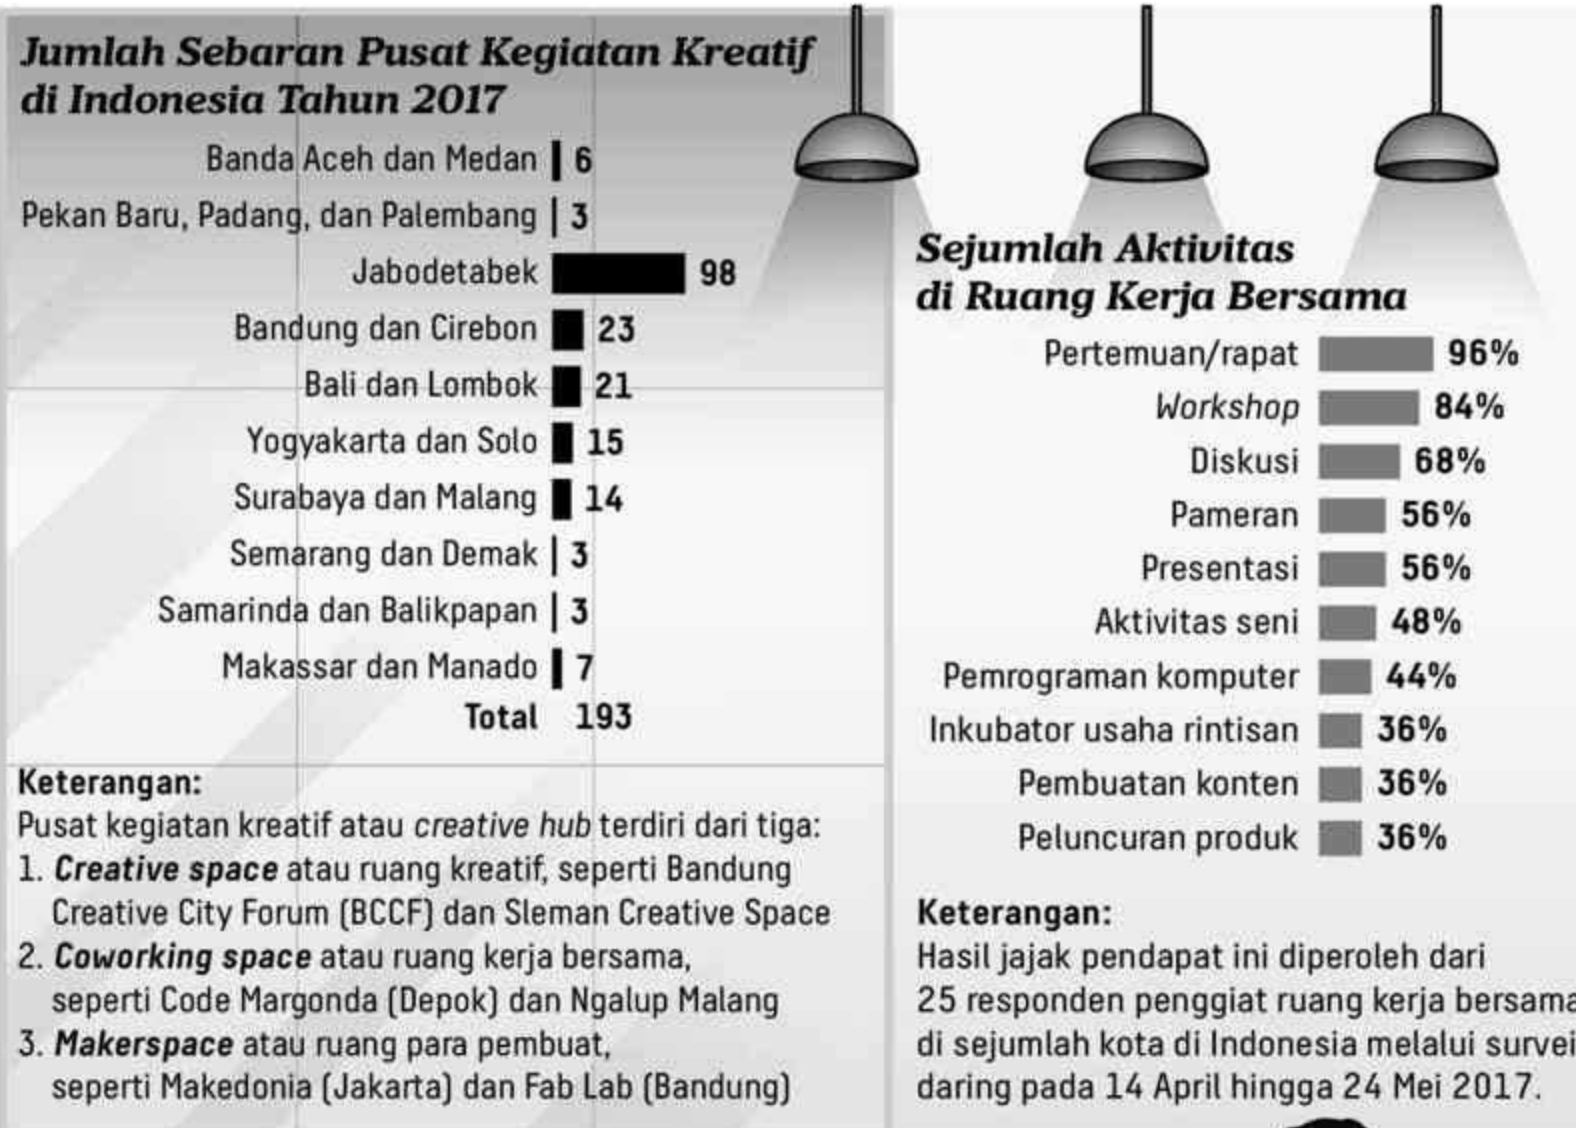 Jumlah Sebaran Pusat Kegiatan Kreatif
di Indonesia Tahun 2017
Banda Aceh dan Medan 6
Pekan Baru, Padang, dan Palembang 3
Jabodetabek 98
Bandung dan Cirebon 23
Bali dan Lombok 21
Yogyakarta dan Solo 15
Surabaya dan Malang 14
Semarang dan Demak 3
Samarinda dan Balikpapan 3
Makassar dan Manado 7
Total 193
Keterangan:
Pusat kegiatan kreatif atau creative hub terdiri dari tiga:
1. Creative space atau ruang kreatif, seperti Bandung
Creative City Forum (BCCF) dan Sleman Creative Space
2. Coworking space atau ruang kerja bersama,
seperti Code Margonda (Depok) dan Ngalup Malang
3. Makerspace atau ruang para pembuat,
seperti Makedonia (Jakarta) dan Fab Lab (Bandung)
Sejumlah Aktivitas
di Ruang Kerja Bersama
Pertemuan/rapat 96%
Workshop 84%
Diskusi 68%
Pameran 56%
Presentasi 56%
Aktivitas seni 48%
Pemrograman komputer 44%
Inkubator usaha rintisan 36%
Pembuatan konten 36%
Peluncuran produk 36%
Keterangan:
Hasil jajak pendapat ini diperoleh dari
25 responden penggiat ruang kerja bersama
di sejumlah kota di Indonesia melalui survei
daring pada 14 April hingga 24 Mei 2017.